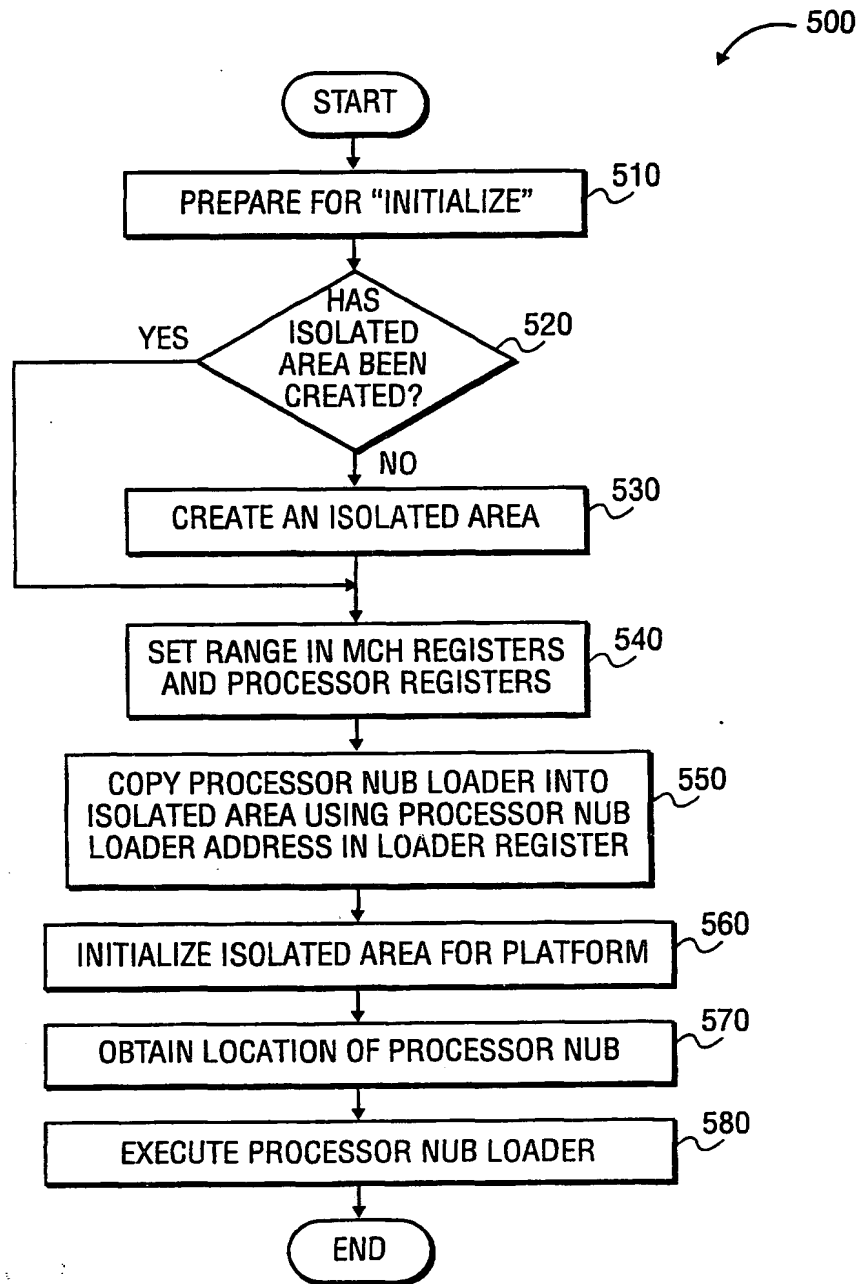 500
START
PREPARE FOR “INITIALIZE”
510
HAS
ISOLATED
AREA BEEN
CREATED?
520
YES
NO
CREATE AN ISOLATED AREA
530
SET RANGE IN MCH REGISTERS
AND PROCESSOR REGISTERS
540
COPY PROCESSOR NUB LOADER INTO
ISOLATED AREA USING PROCESSOR NUB
LOADER ADDRESS IN LOADER REGISTER
550
INITIALIZE ISOLATED AREA FOR PLATFORM
560
OBTAIN LOCATION OF PROCESSOR NUB
570
EXECUTE PROCESSOR NUB LOADER
580
END